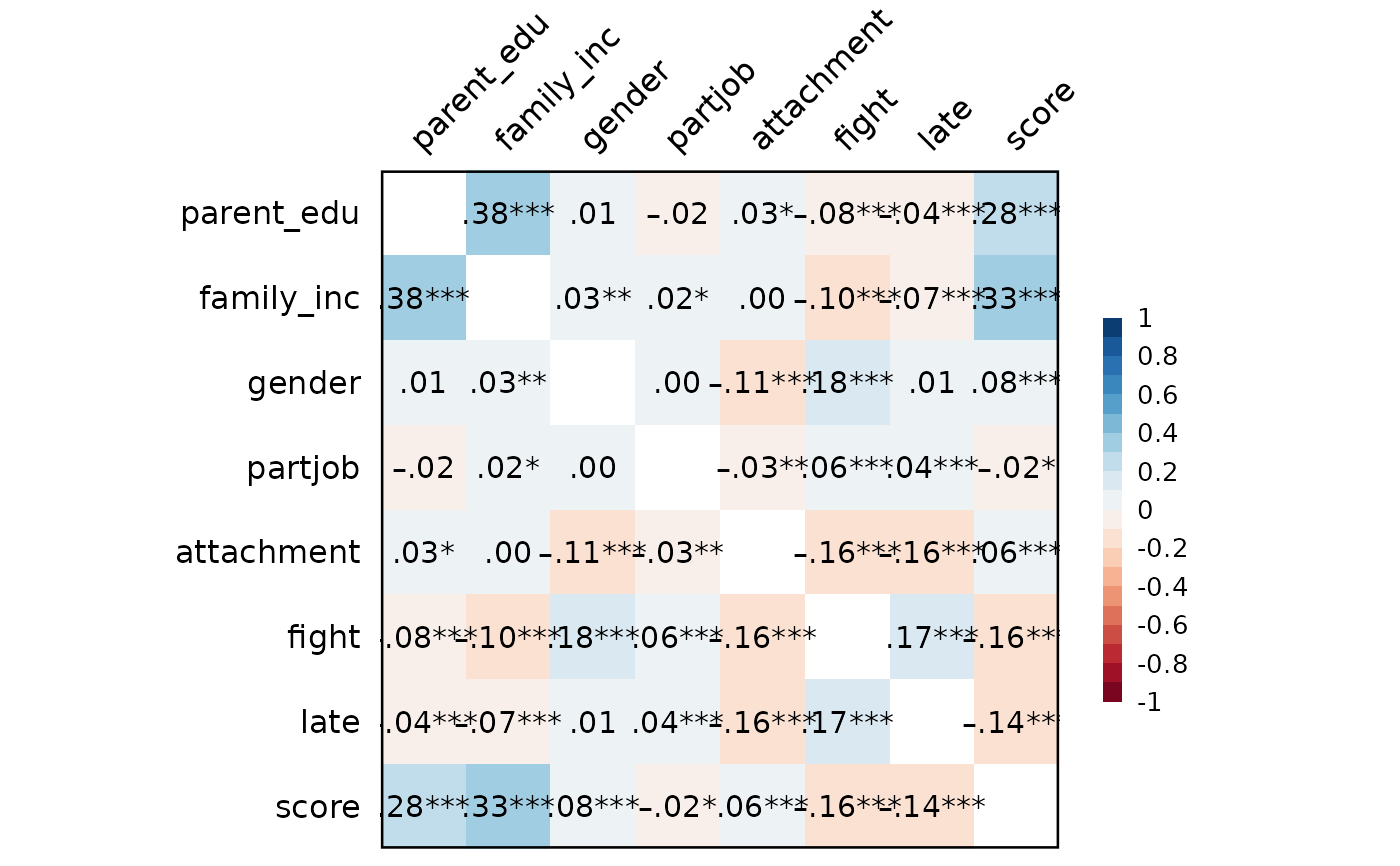 parent_edu family_inc gender partjob attachment fight late score
parent_edu .38*** .01 –.02 .03* –.08*** –.04*** .28***
family_inc .38*** .03** .02* .00 –.10*** –.07*** .33***
gender .01 .03** .00 –.11*** .18*** .01 .08***
partjob –.02 .02* .00 –.03** .06*** .04*** –.02*
attachment .03* .00 –.11*** –.03** –.16*** –.16*** .06***
fight –.08*** –.10*** .18*** .06*** –.16*** .17*** –.16***
late –.04*** –.07*** .01 .04*** –.16*** .17*** –.14***
score .28*** .33*** .08*** –.02* .06*** –.16*** –.14***
1
0.8
0.6
0.4
0.2
0
-0.2
-0.4
-0.6
-0.8
-1